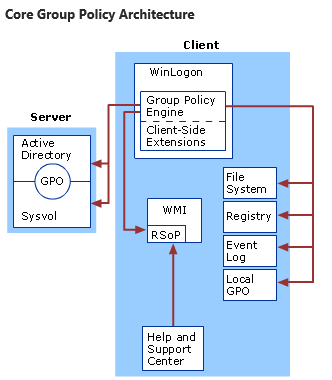 Core Group Policy Architecture
Client
WinLogon
Group Policy
Engine
Client-Side
Extensions
Server
Active
Directory
GPO
Sysvol
File
System
WMI
RSoP
Registry
Event
Log
Local
GPO
Help and
Support
Center